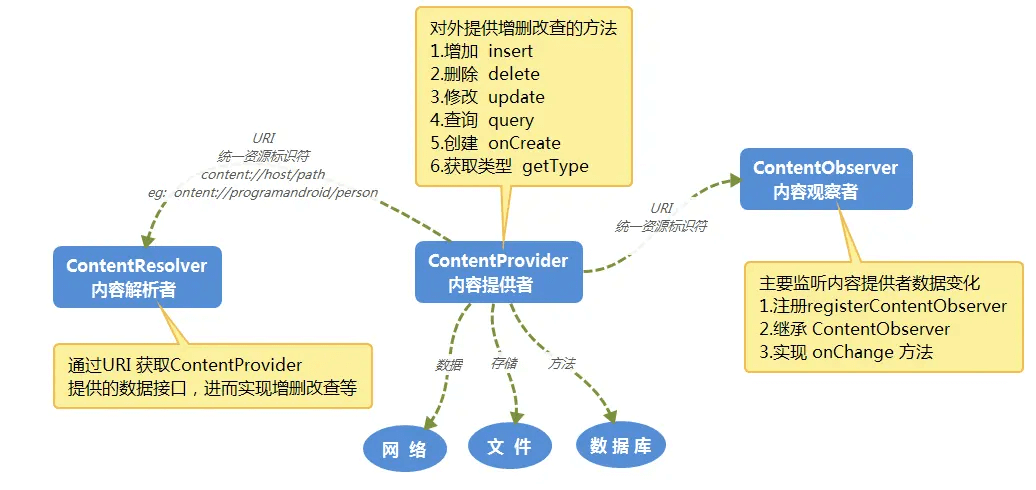 对外提供增删改查的方法
1.增加 insert
2.删除 delete
3.修改 update
4.查询 query
5.创建 onCreate
6.获取类型 getType
URI
统一资源标识符
content://host/path
eg: ontent://programandroid/person
ContentObserver
内容观察者
URI
统一资源标识符
ContentResolver
内容解析者
ContentProvider
内容提供者
主要监听内容提供者数据变化
1.注册registerContentObserver
2.继承 ContentObserver
3.实现 onChange 方法
通过URI 获取ContentProvider
提供的数据接口，进而实现增删改查等
数据
存储
方法
网 络
文 件
数 据 库